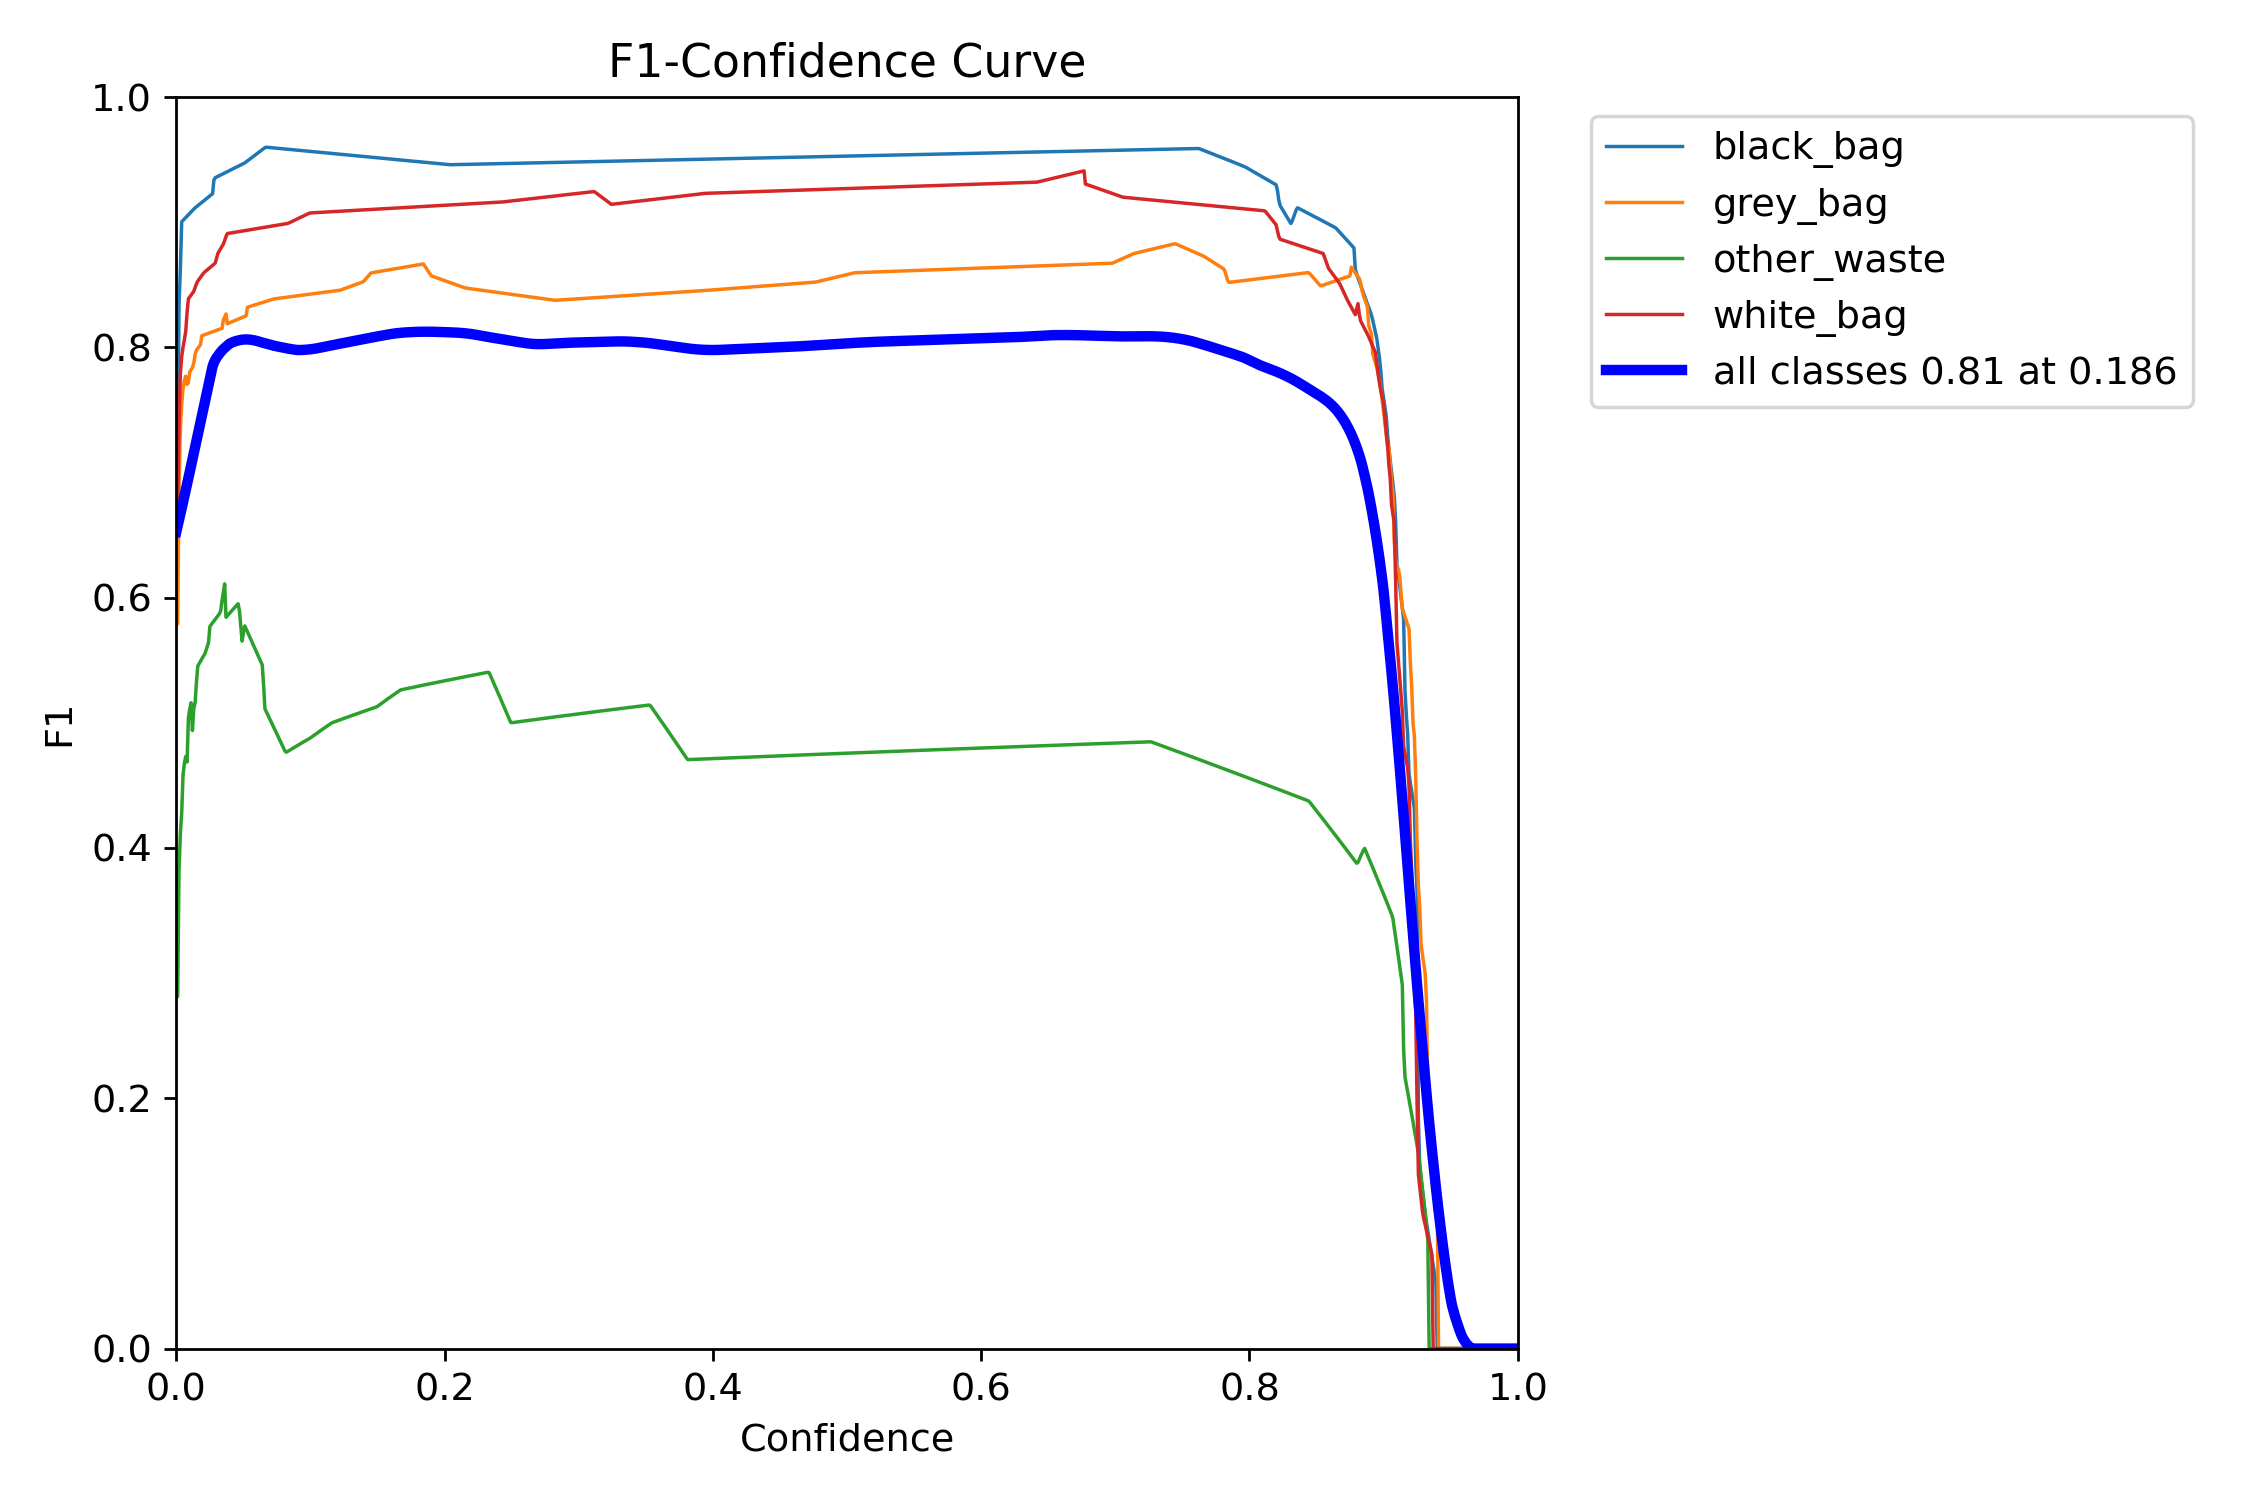 F1-Confidence Curve
1.0
0.8
0.6
0.4
0.2
0.0
F1
0.0 0.2 0.4 0.6 0.8 1.0
Confidence
black_bag
grey_bag
other_waste
white_bag
all classes 0.81 at 0.186